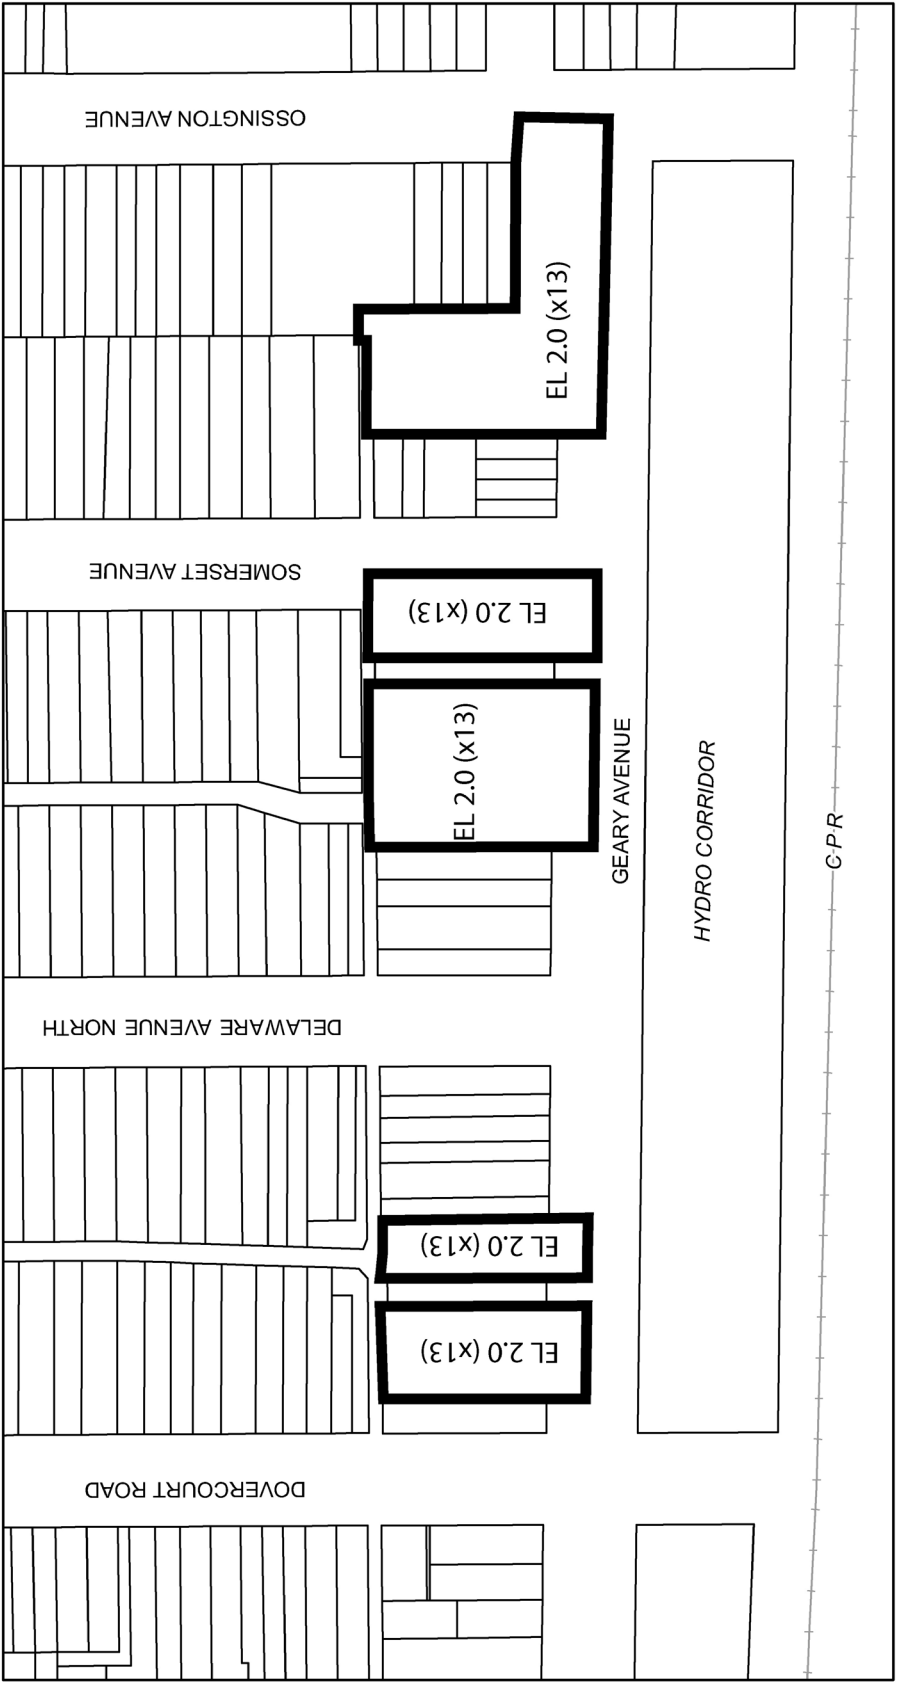 OSSINGTON AVENUE
EL 2.0 (x13)
SOMERSET AVENUE
EL 2.0 (x13)
EL 2.0 (x13)
GEARY AVENUE
HYDRO CORRIDOR
C-P-R
DELAWARE AVENUE NORTH
EL 2.0 (x13)
EL 2.0 (x13)
DOVERCOURT ROAD